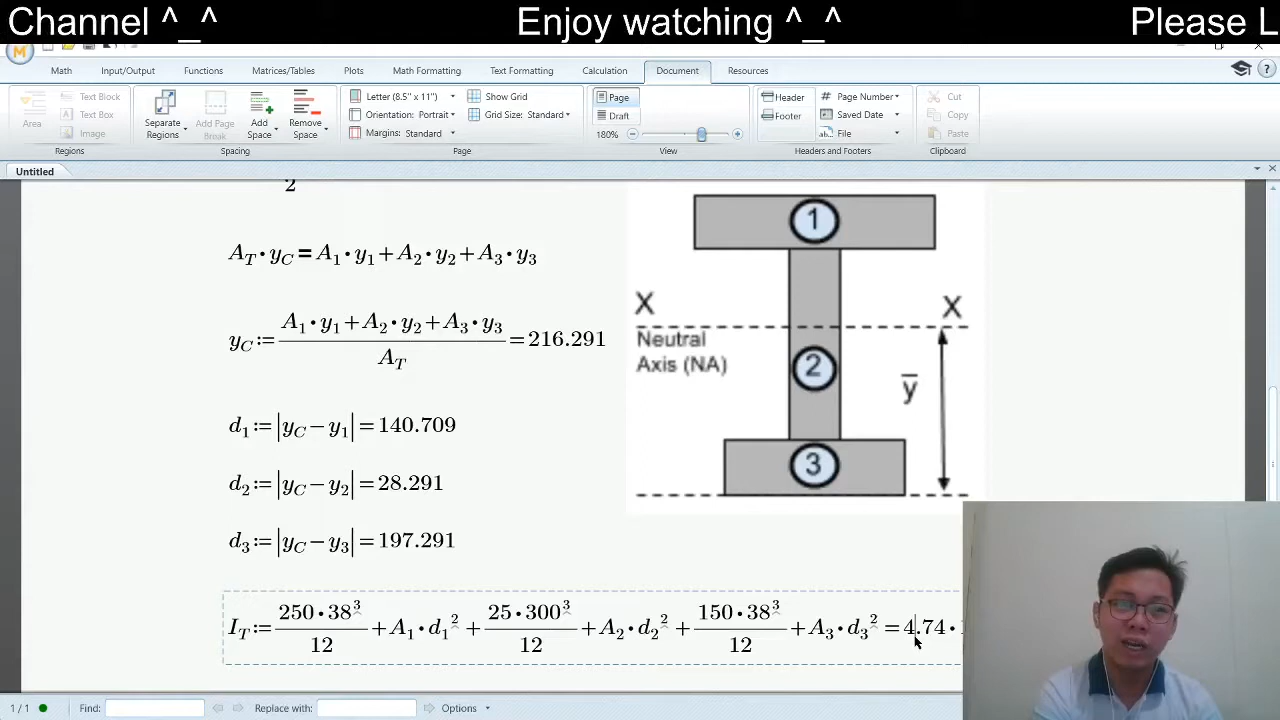 Channel ^_^ Enjoy watching ^_^ Please L
Math Input/Output Functions Matrices/Tables Plots Math Formatting Text Formatting Calculation Document Resources
Area
Text Block
Text Box
Image
Regions
Separate Regions
Add Page Break
Add Space
Remove Space
Spacing
Letter (8.5" x 11")
Orientation: Portrait
Margins: Standard
Show Grid
Grid Size: Standard
Page
Page
Draft
180%
View
Header
Footer
Page Number
Saved Date
File
Headers and Footers
Cut
Copy
Paste
Clipboard
Untitled
2
A_T·y_C=A_1·y_1+A_2·y_2+A_3·y_3
y_C:=(A_1·y_1+A_2·y_2+A_3·y_3)/A_T=216.291
d_1:=|y_C−y_1|=140.709
d_2:=|y_C−y_2|=28.291
d_3:=|y_C−y_3|=197.291
I_T:=(250·38^3)/12+A_1·d_1^2+(25·300^3)/12+A_2·d_2^2+(150·38^3)/12+A_3·d_3^2=4.74·
1
X X
Neutral
Axis (NA)
2
y̅
3
1 / 1 Find: Replace with: Options